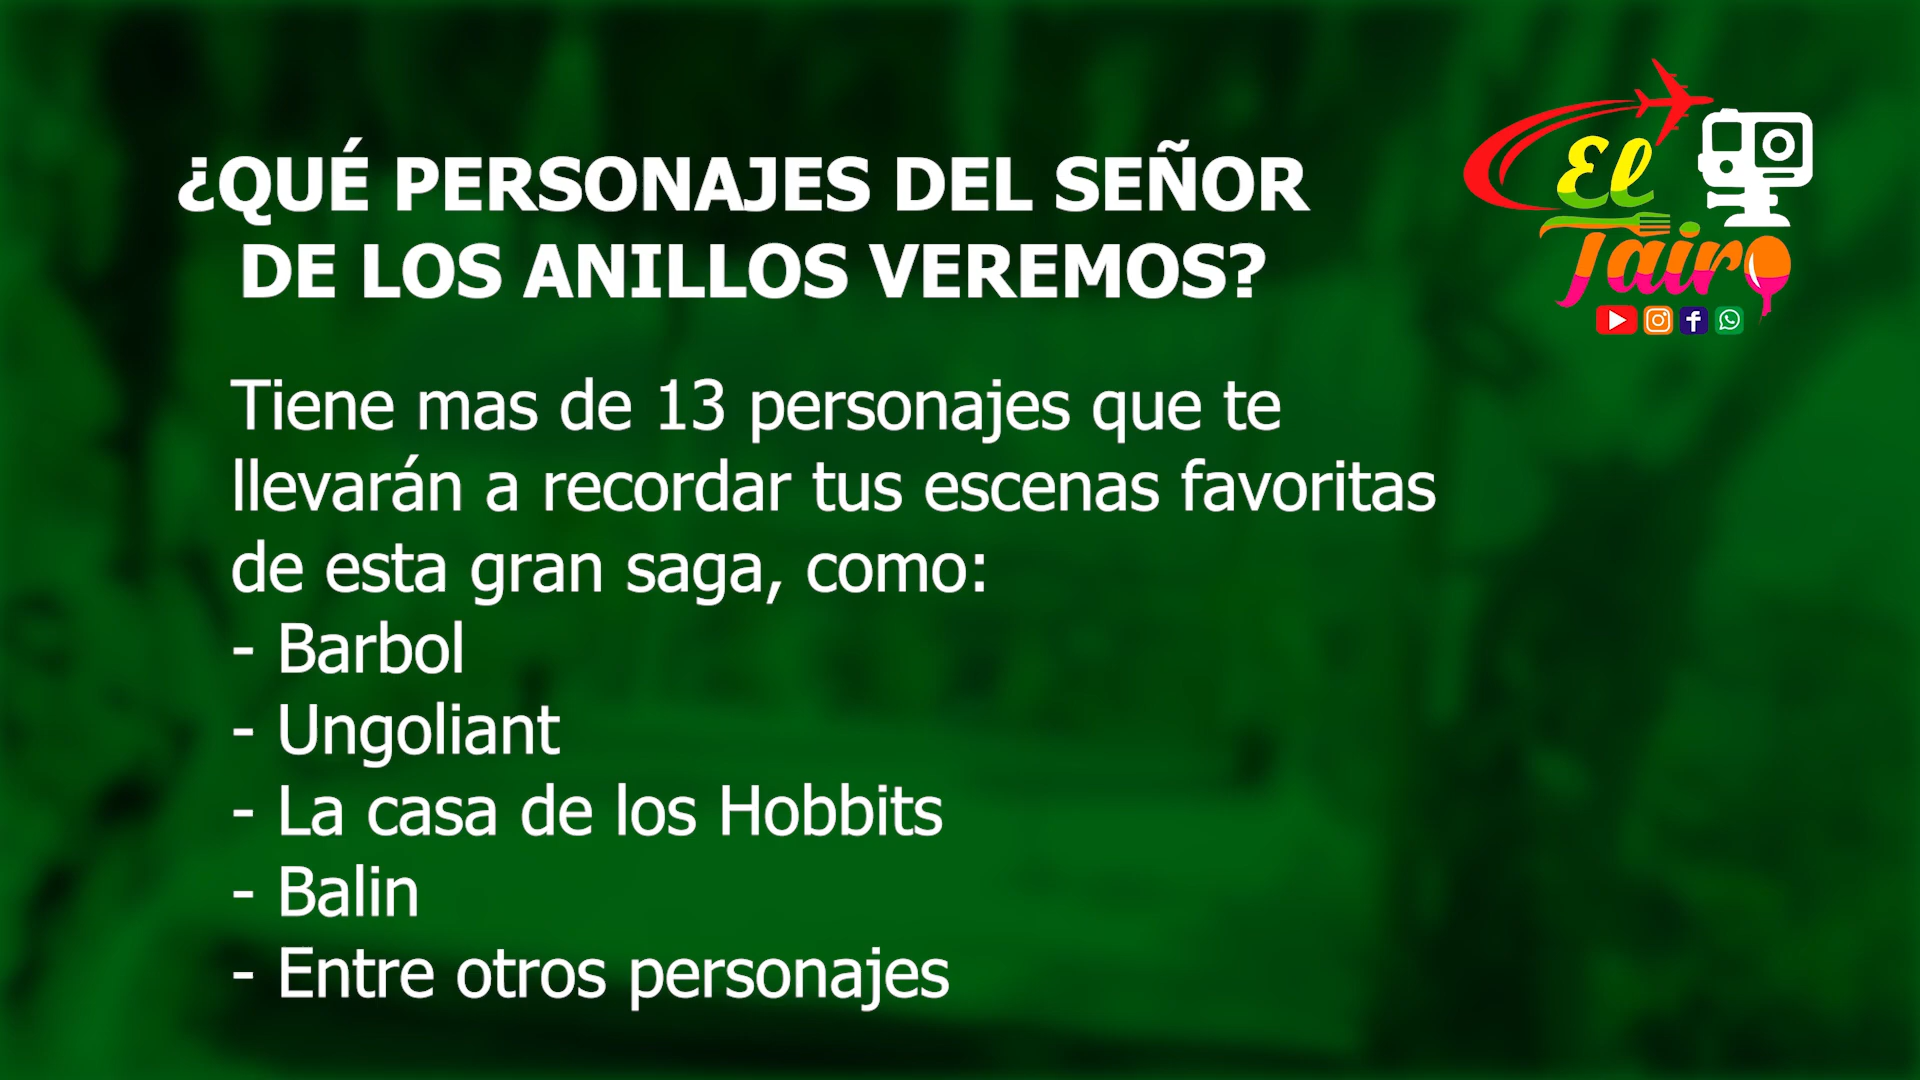 ¿QUÉ PERSONAJES DEL SEÑOR
DE LOS ANILLOS VEREMOS?
El
Tairo
Tiene mas de 13 personajes que te
llevarán a recordar tus escenas favoritas
de esta gran saga, como:
- Barbol
- Ungoliant
- La casa de los Hobbits
- Balin
- Entre otros personajes